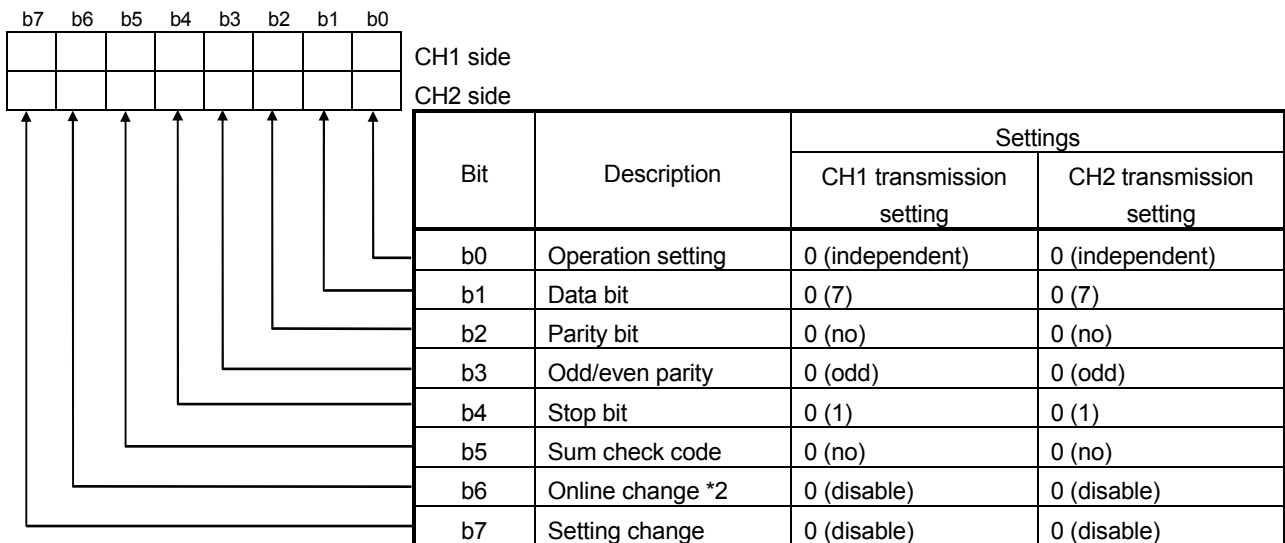 b7 b6 b5 b4 b3 b2 b1 b0
CH1 side
CH2 side
Bit Description Settings
CH1 transmission setting CH2 transmission setting
b0 Operation setting 0 (independent) 0 (independent)
b1 Data bit 0 (7) 0 (7)
b2 Parity bit 0 (no) 0 (no)
b3 Odd/even parity 0 (odd) 0 (odd)
b4 Stop bit 0 (1) 0 (1)
b5 Sum check code 0 (no) 0 (no)
b6 Online change *2 0 (disable) 0 (disable)
b7 Setting change 0 (disable) 0 (disable)